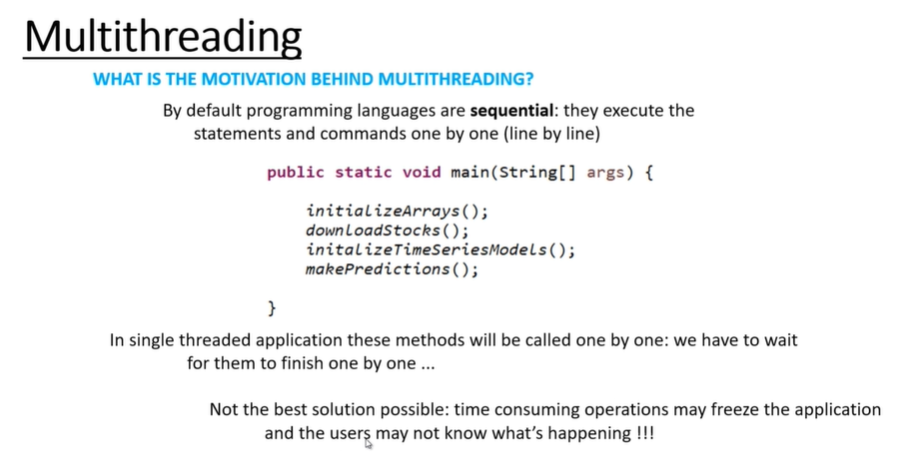 Multithreading
WHAT IS THE MOTIVATION BEHIND MULTITHREADING?
By default programming languages are sequential: they execute the
statements and commands one by one (line by line)
public static void main(String[] args) {
initializeArrays();
downloadStocks();
initalizeTimeSeriesModels();
makePredictions();
}
In single threaded application these methods will be called one by one: we have to wait
for them to finish one by one ...
Not the best solution possible: time consuming operations may freeze the application
and the users may not know what's happening !!!